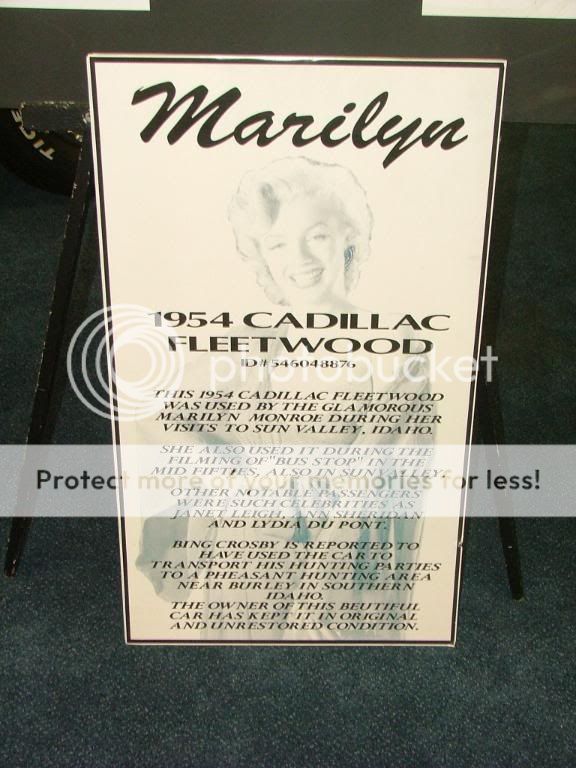 Marilyn
1954 CADILLAC
FLEETWOOD
ID#546048876
THIS 1954 CADILLAC FLEETWOOD
WAS USED BY THE GLAMOROUS
MARILYN MONROE DURING HER
VISITS TO SUN VALLEY, IDAHO.
SHE ALSO USED IT DURING THE
FILMING OF "BUS STOP" IN THE
MID FIFTIES, ALSO IN SUN VALLEY.
OTHER NOTABLE PASSENGERS
WERE SUCH CELEBRITIES AS
JANET LEIGH, ANN SHERIDAN
AND LYDIA DU PONT.
BING CROSBY IS REPORTED TO
HAVE USED THE CAR TO
TRANSPORT HIS HUNTING PARTIES
TO A PHEASANT HUNTING AREA
NEAR BURLEY IN SOUTHERN
IDAHO.
THE OWNER OF THIS BEUTIFUL
CAR HAS KEPT IT IN ORIGINAL
AND UNRESTORED CONDITION.
photobucket
Protect more of your memories for less!